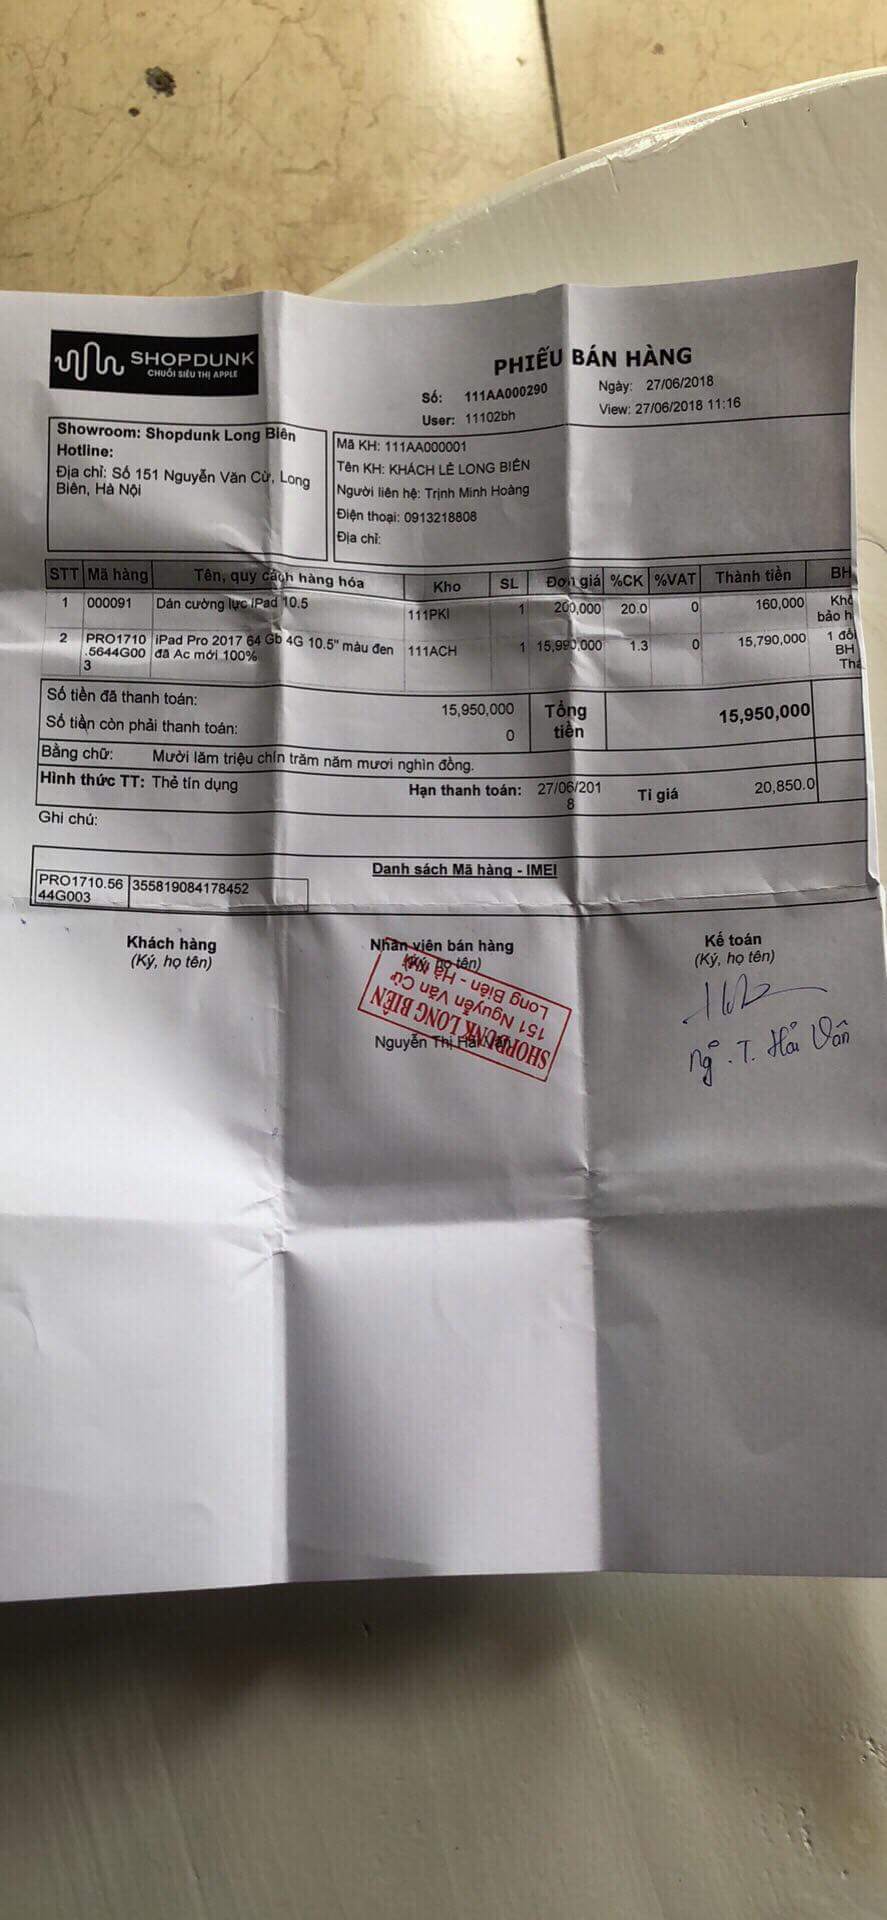 SHOPDUNK
CHUỖI SIÊU THỊ APPLE
PHIẾU BÁN HÀNG
Số: 111AA000290
Ngày: 27/06/2018
User: 11102bh
View: 27/06/2018 11:16
Showroom: Shopdunk Long Biên
Hotline:
Địa chỉ: Số 151 Nguyễn Văn Cừ, Long
Biên, Hà Nội
Mã KH: 111AA000001
Tên KH: KHÁCH LẺ LONG BIÊN
Người liên hệ: Trịnh Minh Hoàng
Điện thoại: 0913218808
Địa chỉ:
STT Mã hàng Tên, quy cách hàng hóa Kho SL Đơn giá %CK %VAT Thành tiền BH
1 000091 Dán cường lực iPad 10.5 111PKI 1 200,000 20.0 0 160,000 Khô
bảo h
2 PRO1710 iPad Pro 2017 64 Gb 4G 10.5" màu đen 111ACH 1 15,990,000 1.3 0 15,790,000 1 đổi
.5644G00 đã Ac mới 100% BH
3 Thá
Số tiền đã thanh toán: 15,950,000
Số tiền còn phải thanh toán: 0
Tổng
tiền
15,950,000
Bằng chữ: Mười lăm triệu chín trăm năm mươi nghìn đồng.
Hình thức TT: Thẻ tín dụng Hạn thanh toán: 27/06/201
8
Tỉ giá 20,850.0
Ghi chú:
Danh sách Mã hàng - IMEI
PRO1710.56 355819084178452
44G003
Khách hàng Nhân viên bán hàng Kế toán
(Ký, họ tên) (Ký, họ tên) (Ký, họ tên)
SHOPDUNK LONG BIÊN
151 Nguyễn Văn Cừ
Long Biên - Hà Nội
Nguyễn Thị Hải Vân
Ng. T. Hải Vân